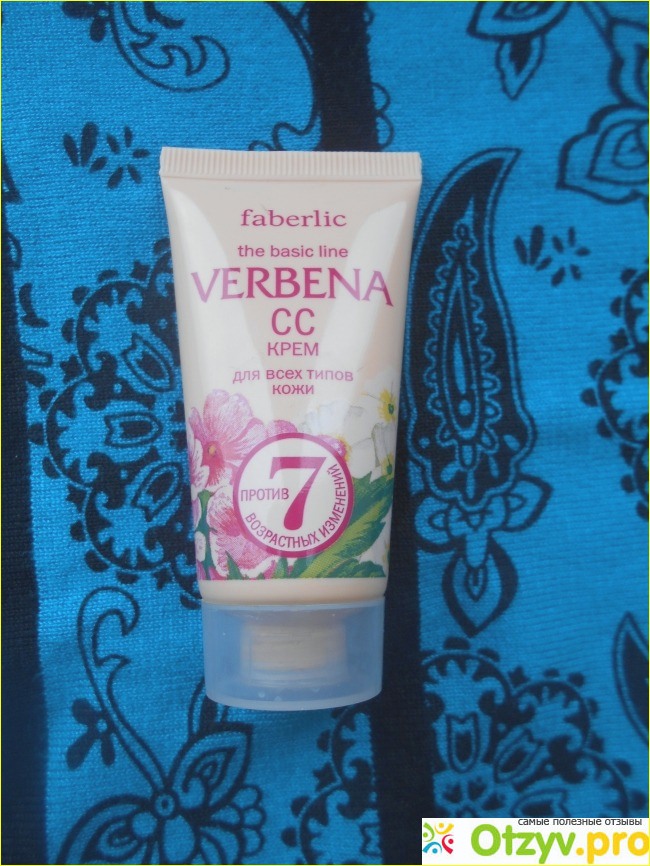 faberlic
the basic line
VERBENA
CC
КРЕМ
для всех типов
кожи
ПРОТИВ
7
ВОЗРАСТНЫХ ИЗМЕНЕНИЙ
самые полезные отзывы
Otzyv.pro